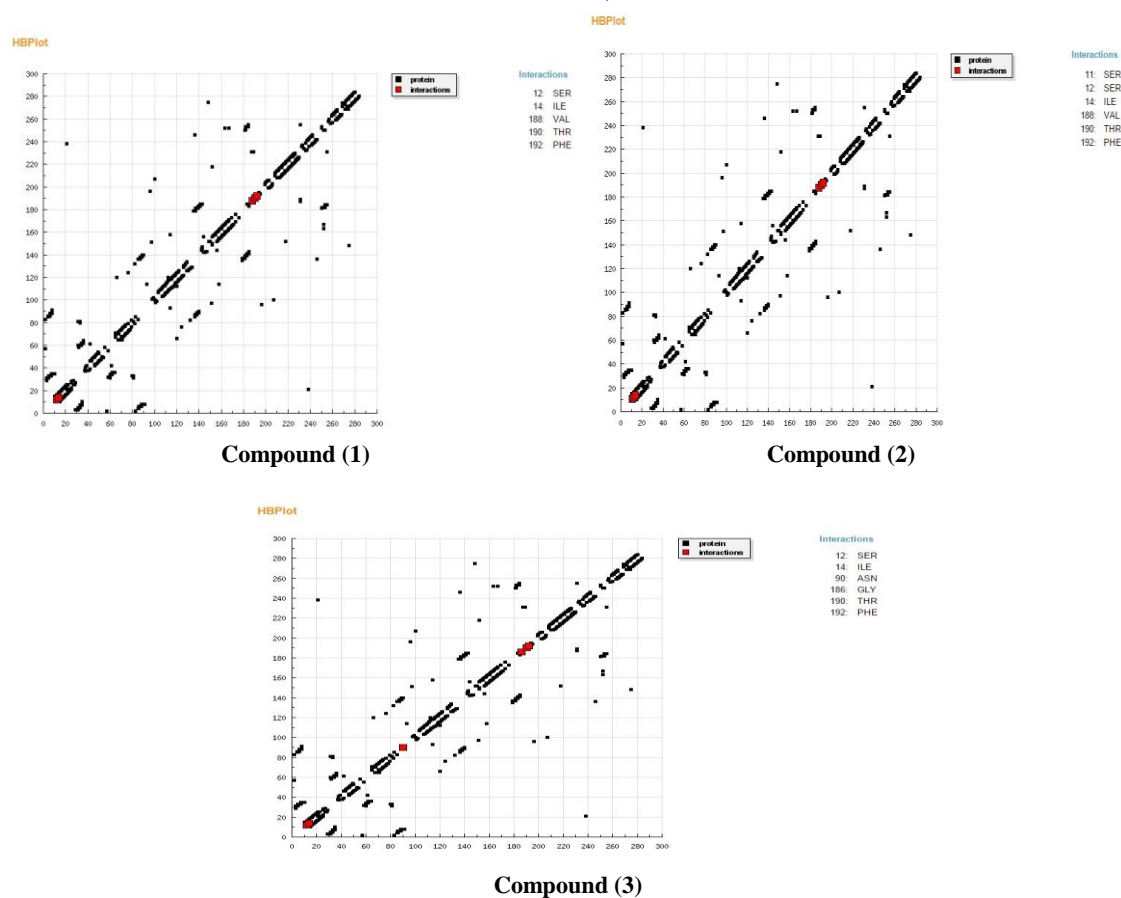 HBPlot
300
280
260
240
220
200
180
160
140
120
100
80
60
40
20
0
0 20 40 60 80 100 120 140 160 180 200 220 240 260 280 300
protein
interactions
Interactions
12: SER
14: ILE
188: VAL
190: THR
192: PHE
Compound (1)
HBPlot
300
280
260
240
220
200
180
160
140
120
100
80
60
40
20
0
0 20 40 60 80 100 120 140 160 180 200 220 240 260 280 300
protein
interactions
Interactions
11: SER
12: SER
14: ILE
188: VAL
190: THR
192: PHE
Compound (2)
HBPlot
300
280
260
240
220
200
180
160
140
120
100
80
60
40
20
0
0 20 40 60 80 100 120 140 160 180 200 220 240 260 280 300
protein
interactions
Interactions
12: SER
14: ILE
90: ASN
186: GLY
190: THR
192: PHE
Compound (3)